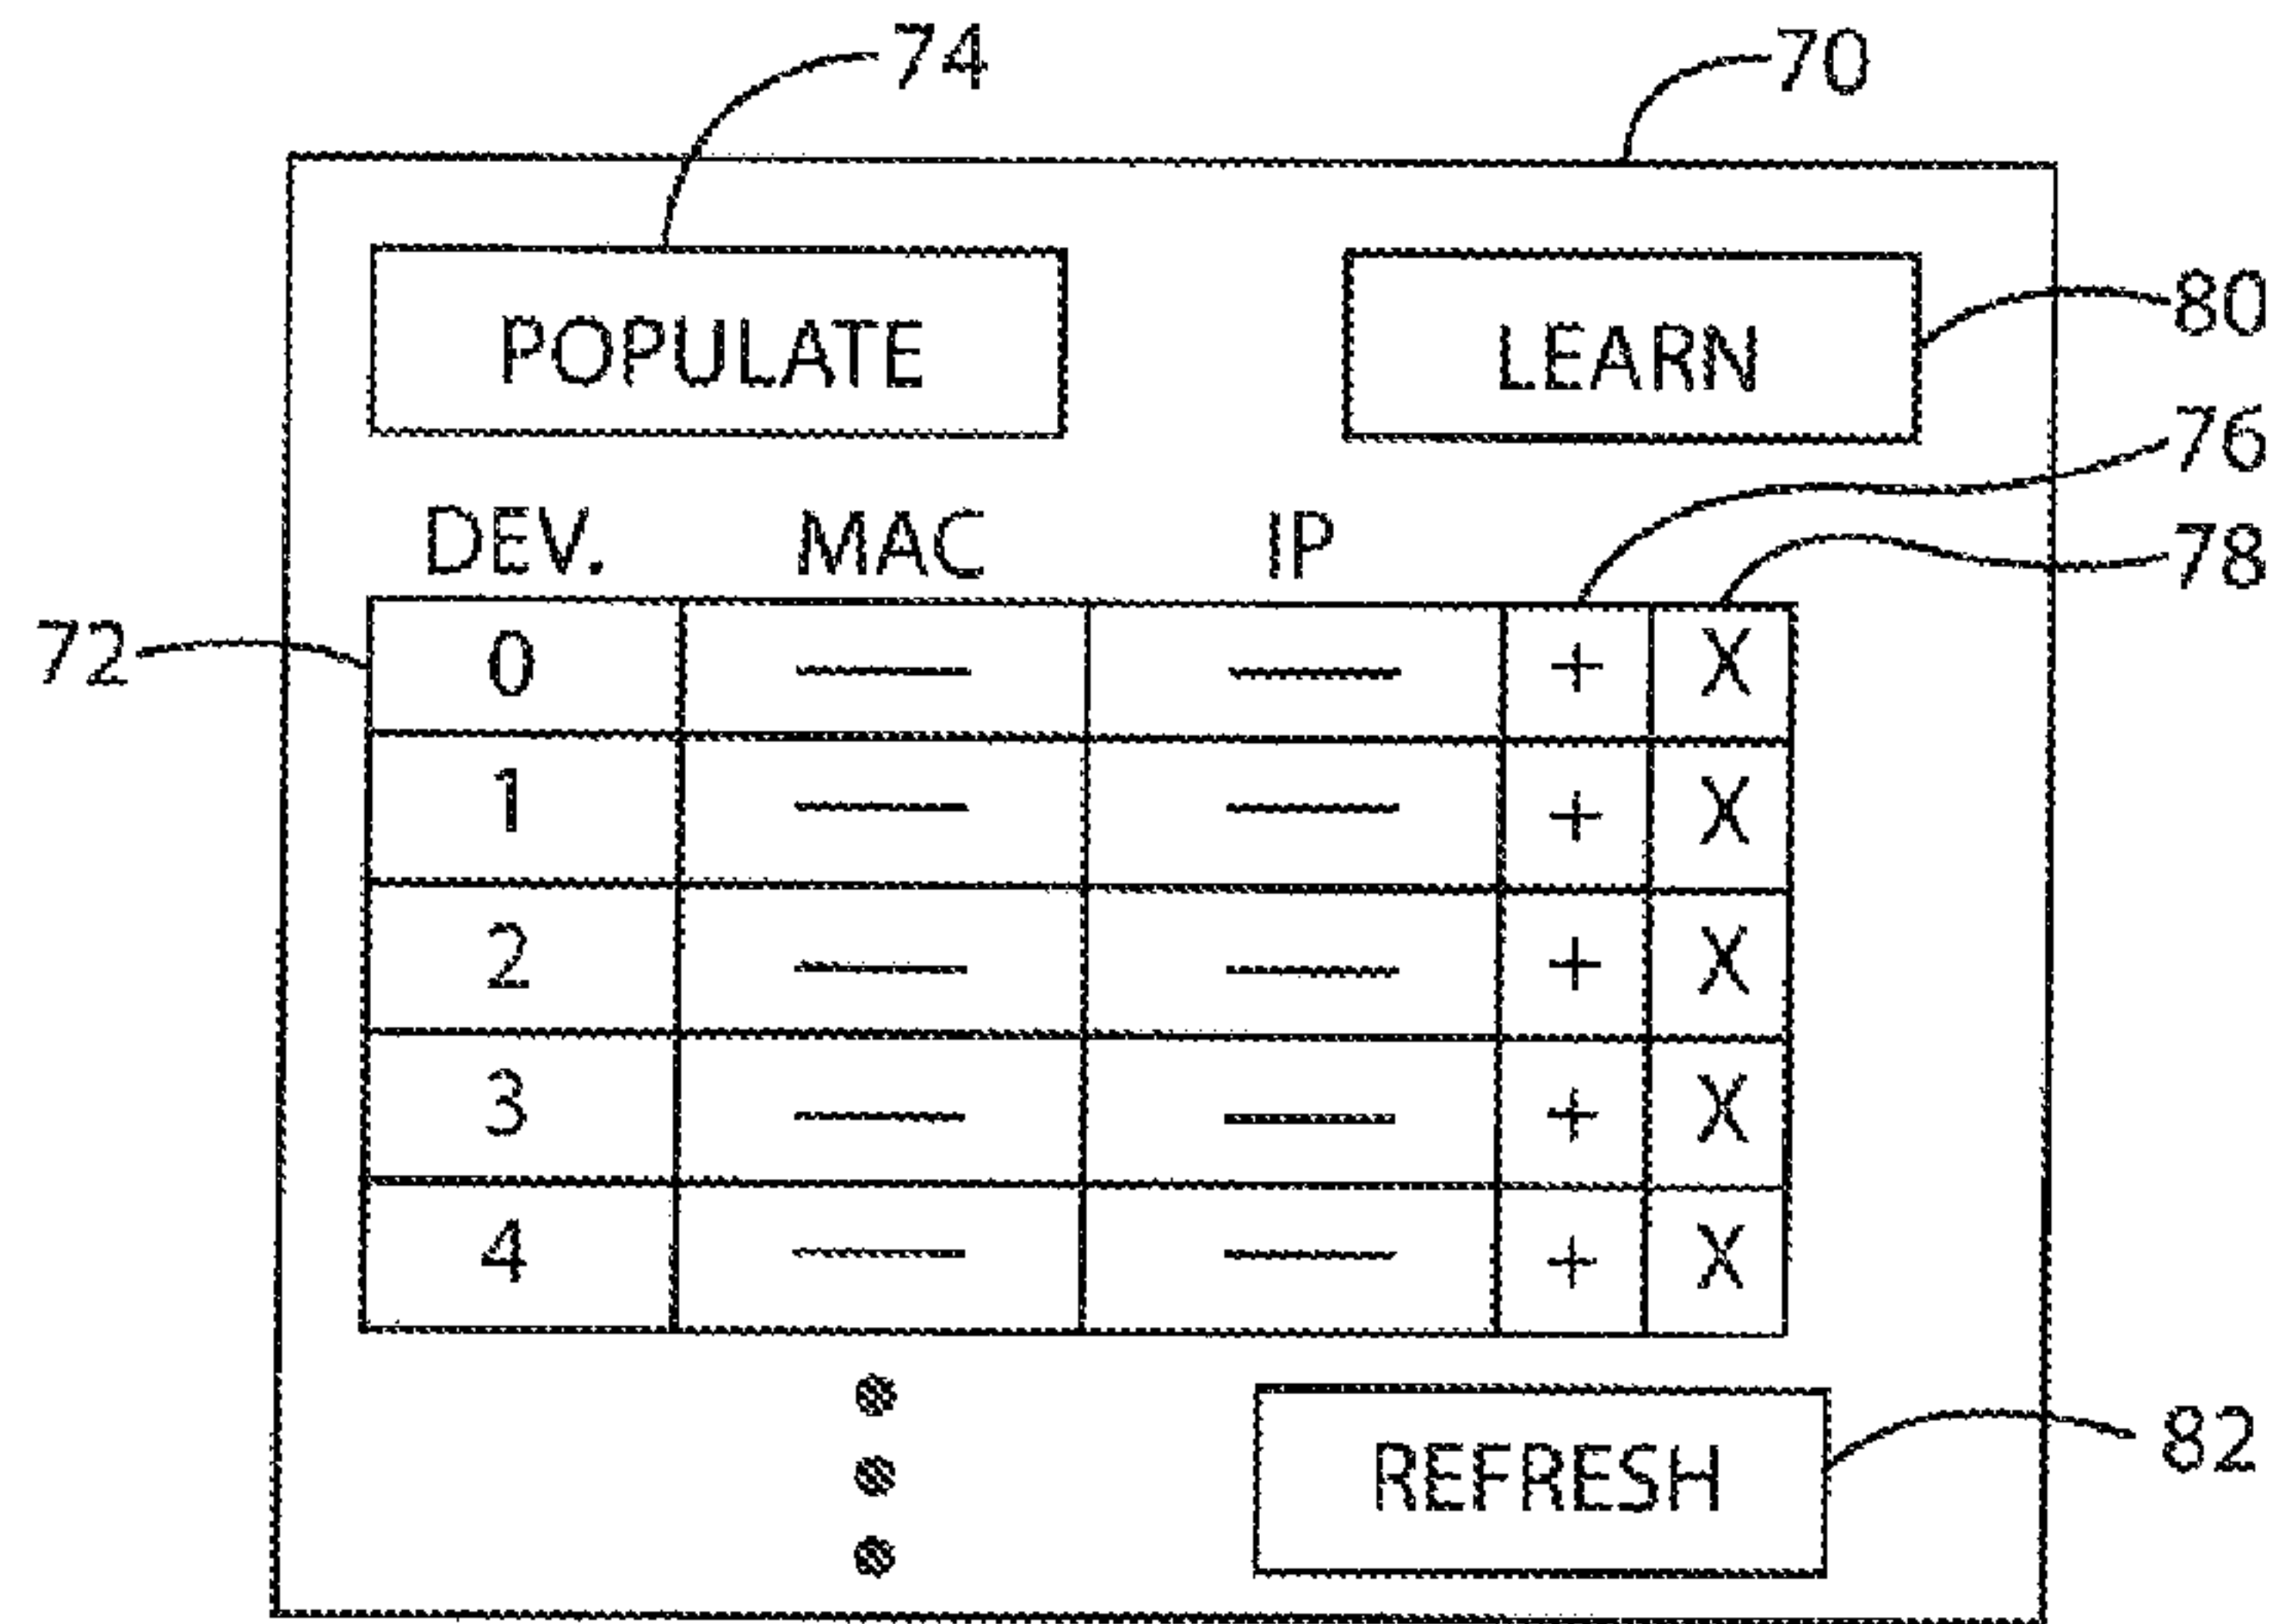 74
70
POPULATE
LEARN
80
76
DEV. MAC IP
78
72
0 + X
1 + X
2 + X
3 + X
4 + X
REFRESH
82